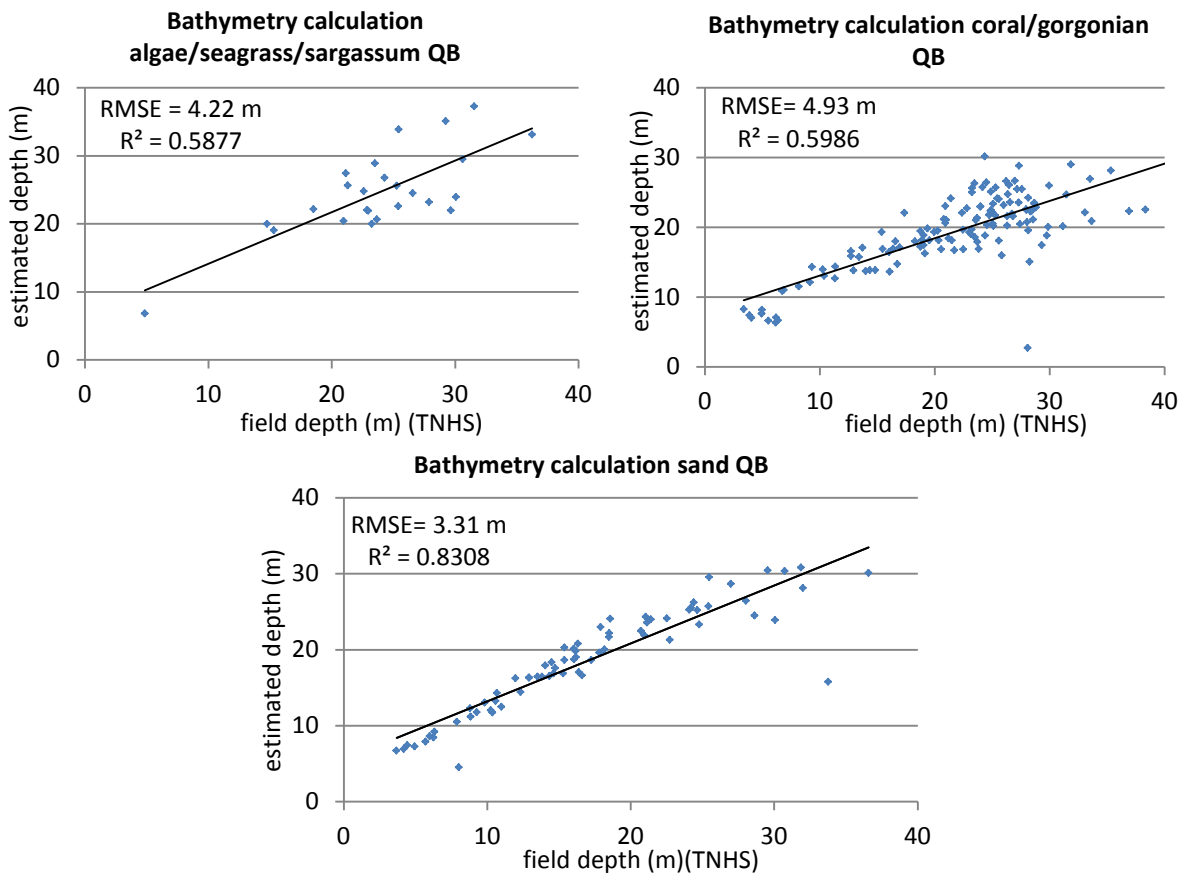 Bathymetry calculation
algae/seagrass/sargassum QB
RMSE = 4.22 m
R² = 0.5877
estimated depth (m)
40
30
20
10
0
0 10 20 30 40
field depth (m) (TNHS)
Bathymetry calculation coral/gorgonian
QB
RMSE= 4.93 m
R² = 0.5986
estimated depth (m)
40
30
20
10
0
0 10 20 30 40
field depth (m) (TNHS)
Bathymetry calculation sand QB
RMSE= 3.31 m
R² = 0.8308
estimated depth (m)
40
30
20
10
0
0 10 20 30 40
field depth (m)(TNHS)